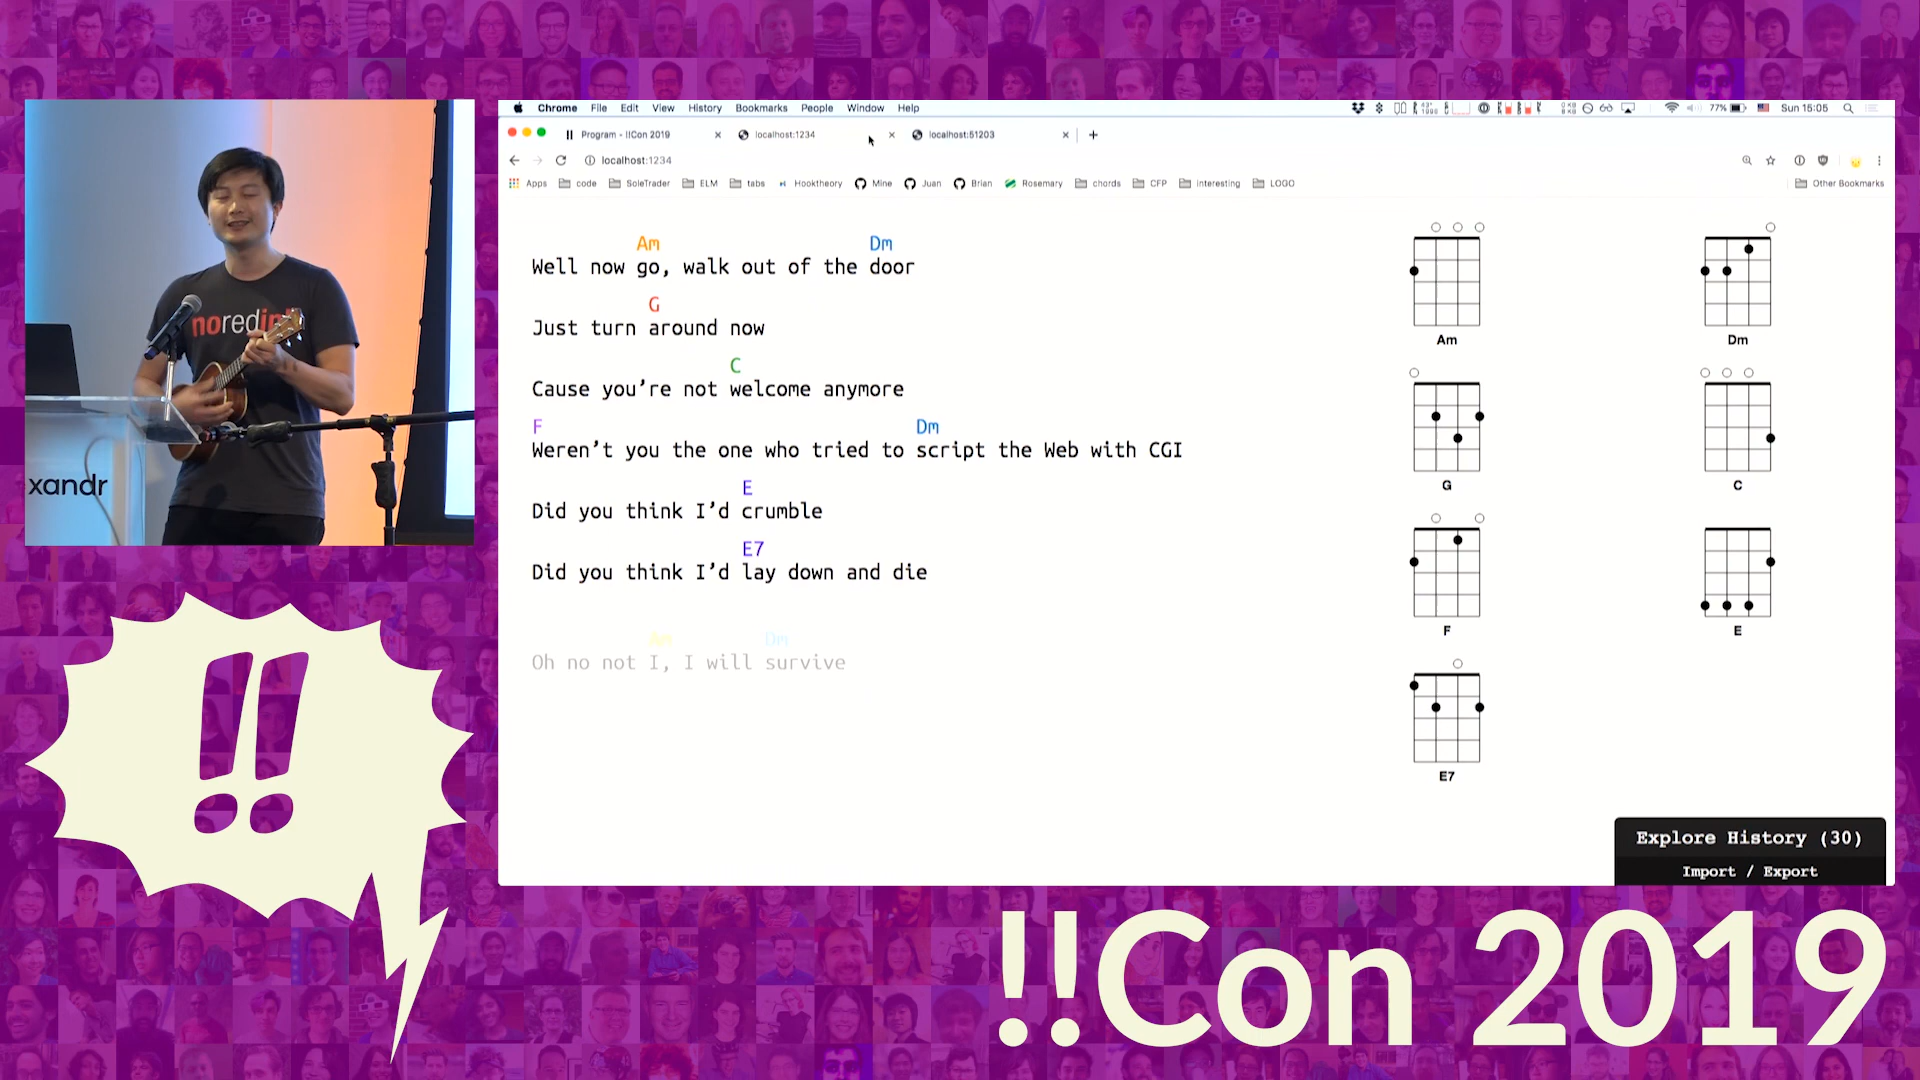 Chrome File Edit View History Bookmarks People Window Help 77% Sun 15:05
Program - !!Con 2019 localhost:1234 localhost:51203
localhost:1234
Apps code SoleTrader ELM tabs Hooktheory Mine Juan Brian Rosemary chords CFP Interesting LOGO Other Bookmarks
Am Dm
Well now go, walk out of the door
G
Just turn around now
C
Cause you’re not welcome anymore
F Dm
Weren’t you the one who tried to script the Web with CGI
E
Did you think I’d crumble
E7
Did you think I’d lay down and die
Am Dm
Oh no not I, I will survive
Am Dm
G C
F E
E7
Explore History (30)
Import / Export
noredin
xandr
!!
!!Con 2019